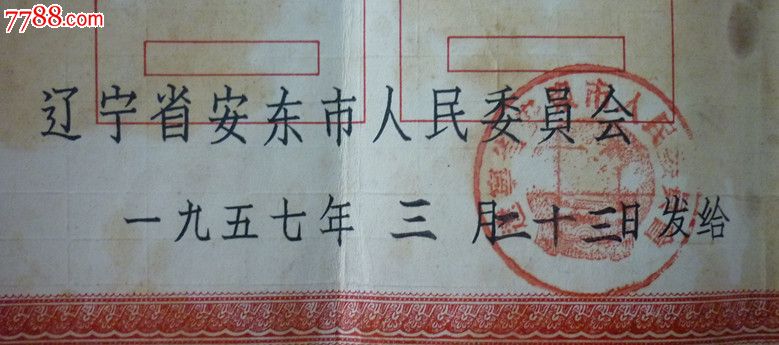 7788.com
辽宁省安东市人民委員会
一九五七年 三 月二十三日发给